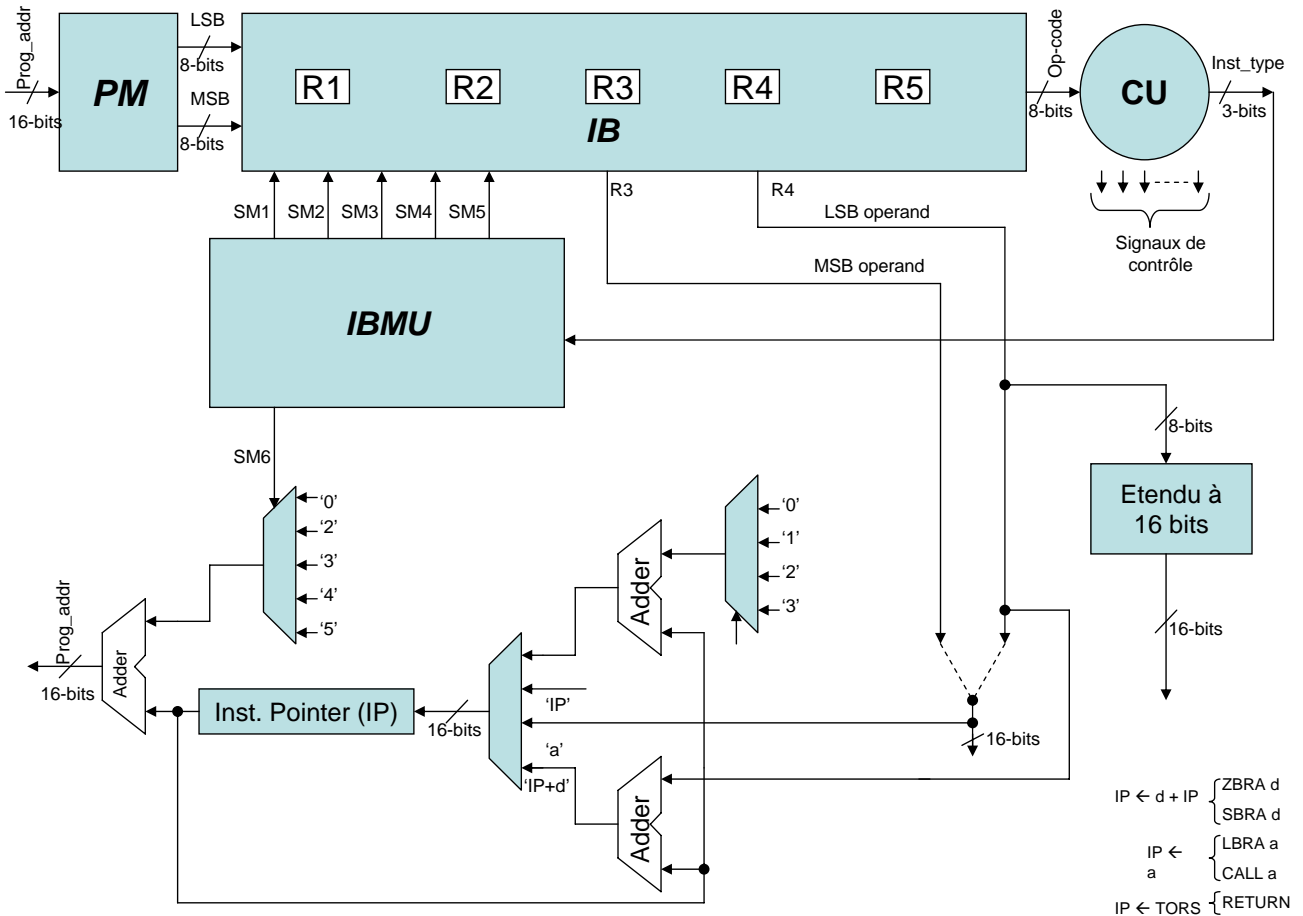 Prog_addr
16-bits
PM
LSB
8-bits
MSB
8-bits
R1
R2
R3
R4
R5
IB
Op-code
8-bits
CU
Inst_type
3-bits
SM1
SM2
SM3
SM4
SM5
R3
R4
LSB operand
MSB operand
Signaux de
contrôle
IBMU
SM6
'0'
'2'
'3'
'4'
'5'
8-bits
Etendu à
16 bits
16-bits
'0'
'1'
'2'
'3'
Adder
Prog_addr
16-bits
Adder
Inst. Pointer (IP)
16-bits
'IP'
'a'
'IP+d'
Adder
16-bits
IP ← d + IP
ZBRA d
SBRA d
IP ←
a
LBRA a
CALL a
IP ← TORS
RETURN